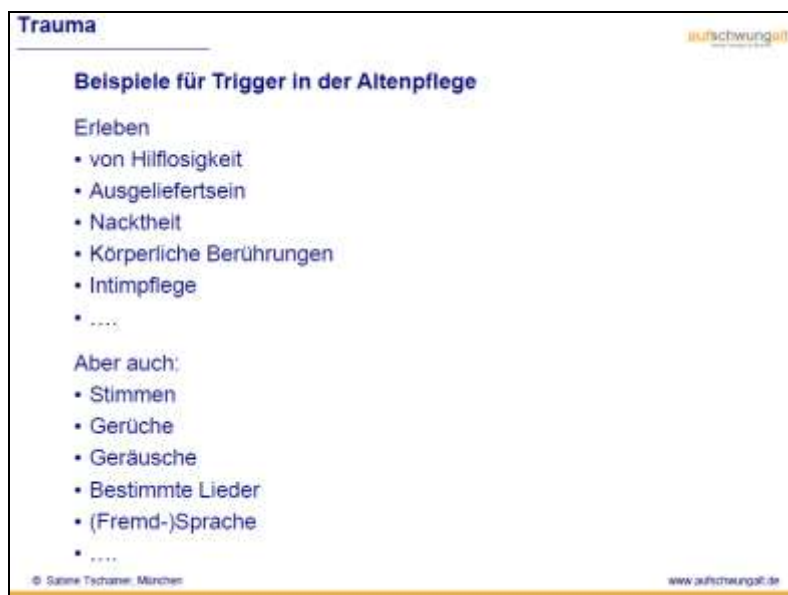 Trauma
aufschwungalt
Beispiele für Trigger in der Altenpflege
Erleben
• von Hilflosigkeit
• Ausgeliefertsein
• Nacktheit
• Körperliche Berührungen
• Intimpflege
• ....
Aber auch:
• Stimmen
• Gerüche
• Geräusche
• Bestimmte Lieder
• (Fremd-)Sprache
• ....
© Sabine Tschainer, München
www.aufschwungalt.de